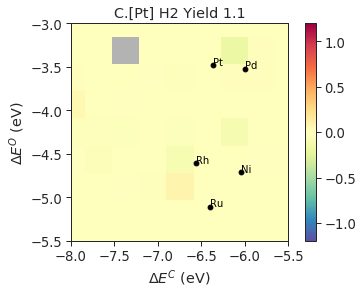 C.[Pt] H2 Yield 1.1
−3.0
−3.5
−4.0
−4.5
−5.0
−5.5
ΔE^O (eV)
Pt
Pd
Rh
Ni
Ru
−8.0 −7.5 −7.0 −6.5 −6.0 −5.5
ΔE^C (eV)
1.0
0.5
0.0
−0.5
−1.0